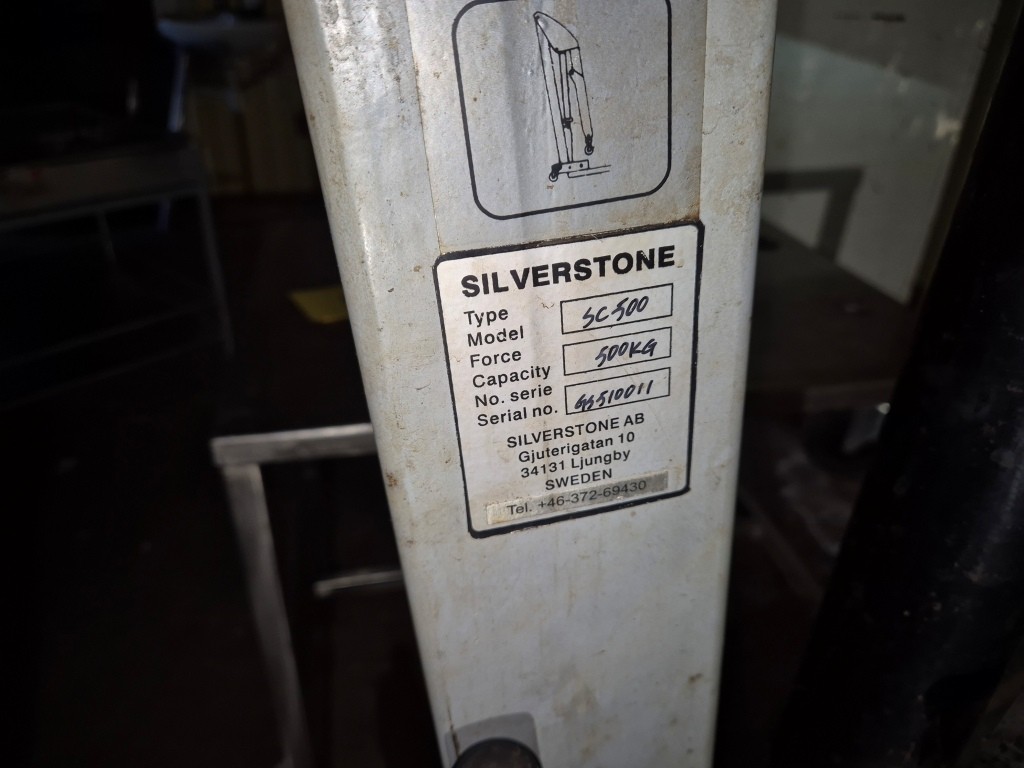 SILVERSTONE
Type
Model SC-500
Force
Capacity 500KG
No. serie
Serial no. GS510011
SILVERSTONE AB
Gjuterigatan 10
34131 Ljungby
SWEDEN
Tel. +46-372-69430